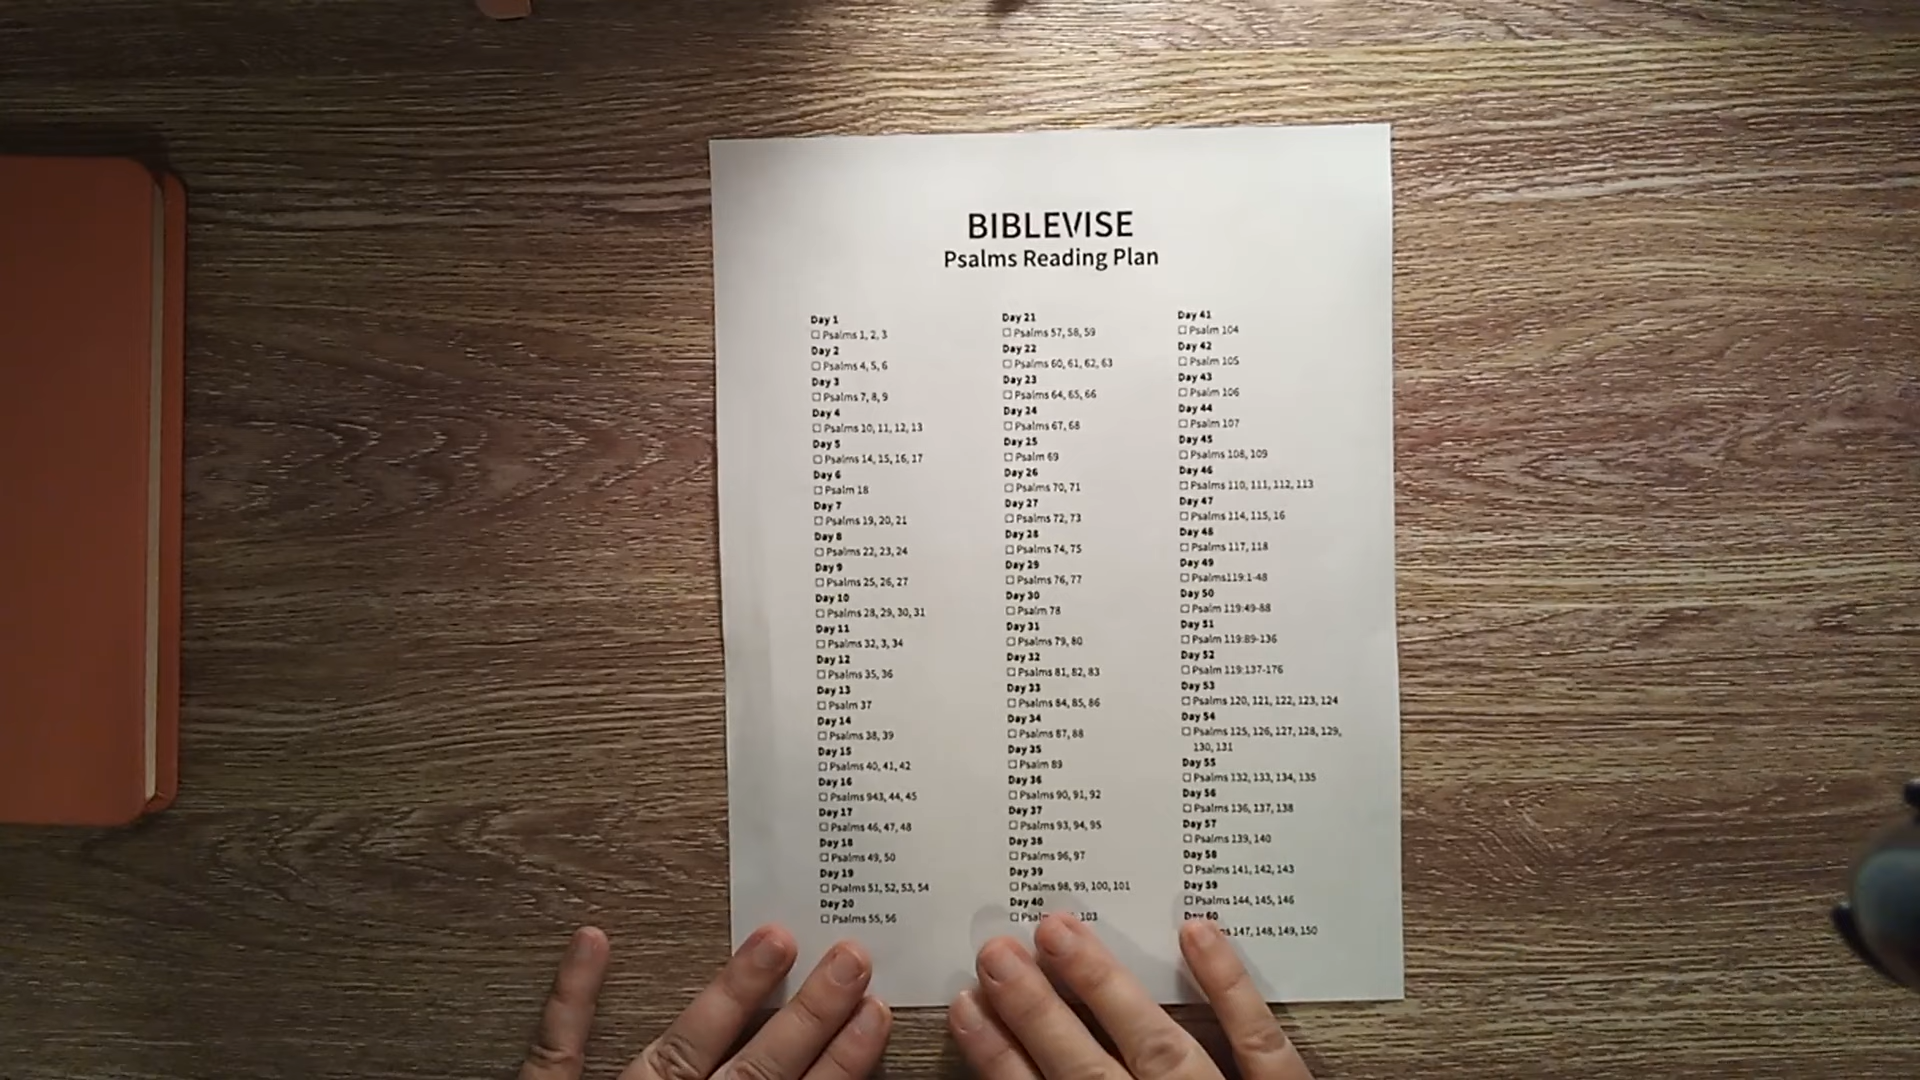 BIBLEVISE
Psalms Reading Plan
Day 1
☐ Psalms 1, 2, 3
Day 2
☐ Psalms 4, 5, 6
Day 3
☐ Psalms 7, 8, 9
Day 4
☐ Psalms 10, 11, 12, 13
Day 5
☐ Psalms 14, 15, 16, 17
Day 6
☐ Psalm 18
Day 7
☐ Psalms 19, 20, 21
Day 8
☐ Psalms 22, 23, 24
Day 9
☐ Psalms 25, 26, 27
Day 10
☐ Psalms 28, 29, 30, 31
Day 11
☐ Psalms 32, 3, 34
Day 12
☐ Psalms 35, 36
Day 13
☐ Psalm 37
Day 14
☐ Psalms 38, 39
Day 15
☐ Psalms 40, 41, 42
Day 16
☐ Psalms 943, 44, 45
Day 17
☐ Psalms 46, 47, 48
Day 18
☐ Psalms 49, 50
Day 19
☐ Psalms 51, 52, 53, 54
Day 20
☐ Psalms 55, 56
Day 21
☐ Psalms 57, 58, 59
Day 22
☐ Psalms 60, 61, 62, 63
Day 23
☐ Psalms 64, 65, 66
Day 24
☐ Psalms 67, 68
Day 25
☐ Psalm 69
Day 26
☐ Psalms 70, 71
Day 27
☐ Psalms 72, 73
Day 28
☐ Psalms 74, 75
Day 29
☐ Psalms 76, 77
Day 30
☐ Psalm 78
Day 31
☐ Psalms 79, 80
Day 32
☐ Psalms 81, 82, 83
Day 33
☐ Psalms 84, 85, 86
Day 34
☐ Psalms 87, 88
Day 35
☐ Psalm 89
Day 36
☐ Psalms 90, 91, 92
Day 37
☐ Psalms 93, 94, 95
Day 38
☐ Psalms 96, 97
Day 39
☐ Psalms 98, 99, 100, 101
Day 40
☐ 103
Day 41
☐ Psalm 104
Day 42
☐ Psalm 105
Day 43
☐ Psalm 106
Day 44
☐ Psalm 107
Day 45
☐ Psalms 108, 109
Day 46
☐ Psalms 110, 111, 112, 113
Day 47
☐ Psalms 114, 115, 16
Day 48
☐ Psalms 117, 118
Day 49
☐ Psalms119:1-48
Day 50
☐ Psalm 119:49-88
Day 51
☐ Psalm 119:89-136
Day 52
☐ Psalm 119:137-176
Day 53
☐ Psalms 120, 121, 122, 123, 124
Day 54
☐ Psalms 125, 126, 127, 128, 129,
130, 131
Day 55
☐ Psalms 132, 133, 134, 135
Day 56
☐ Psalms 136, 137, 138
Day 57
☐ Psalms 139, 140
Day 58
☐ Psalms 141, 142, 143
Day 59
☐ Psalms 144, 145, 146
Day 60
147, 148, 149, 150